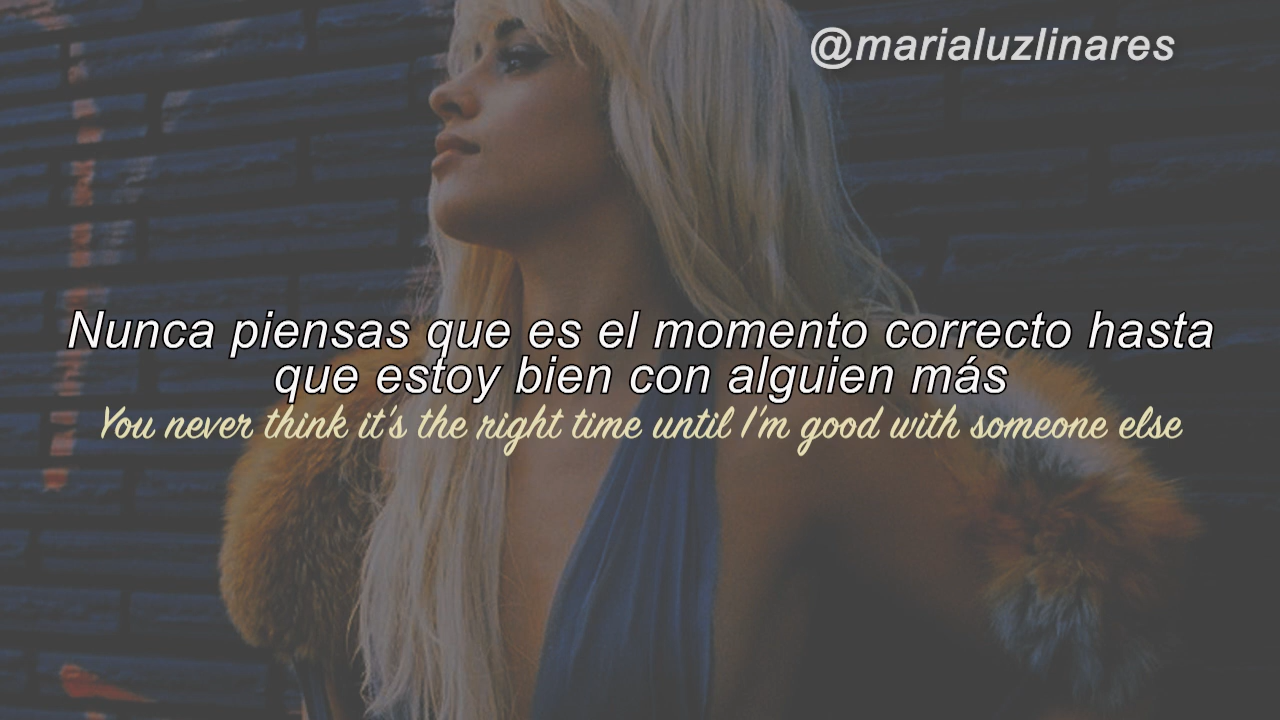 @marialuzlinares
Nunca piensas que es el momento correcto hasta
que estoy bien con alguien más
You never think it's the right time until I'm good with someone else